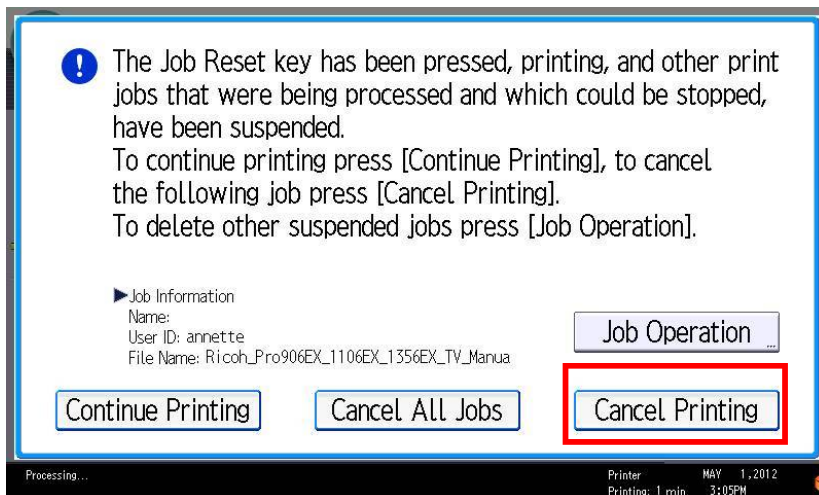 The Job Reset key has been pressed, printing, and other print
jobs that were being processed and which could be stopped,
have been suspended.
To continue printing press [Continue Printing], to cancel
the following job press [Cancel Printing].
To delete other suspended jobs press [Job Operation].
Job Information
Name:
User ID: annette
File Name: Ricoh_Pro906EX_1106EX_1356EX_TV_Manua
Job Operation
Continue Printing
Cancel All Jobs
Cancel Printing
Processing...
Printer MAY 1,2012
Printing: 1 min 3:05PM